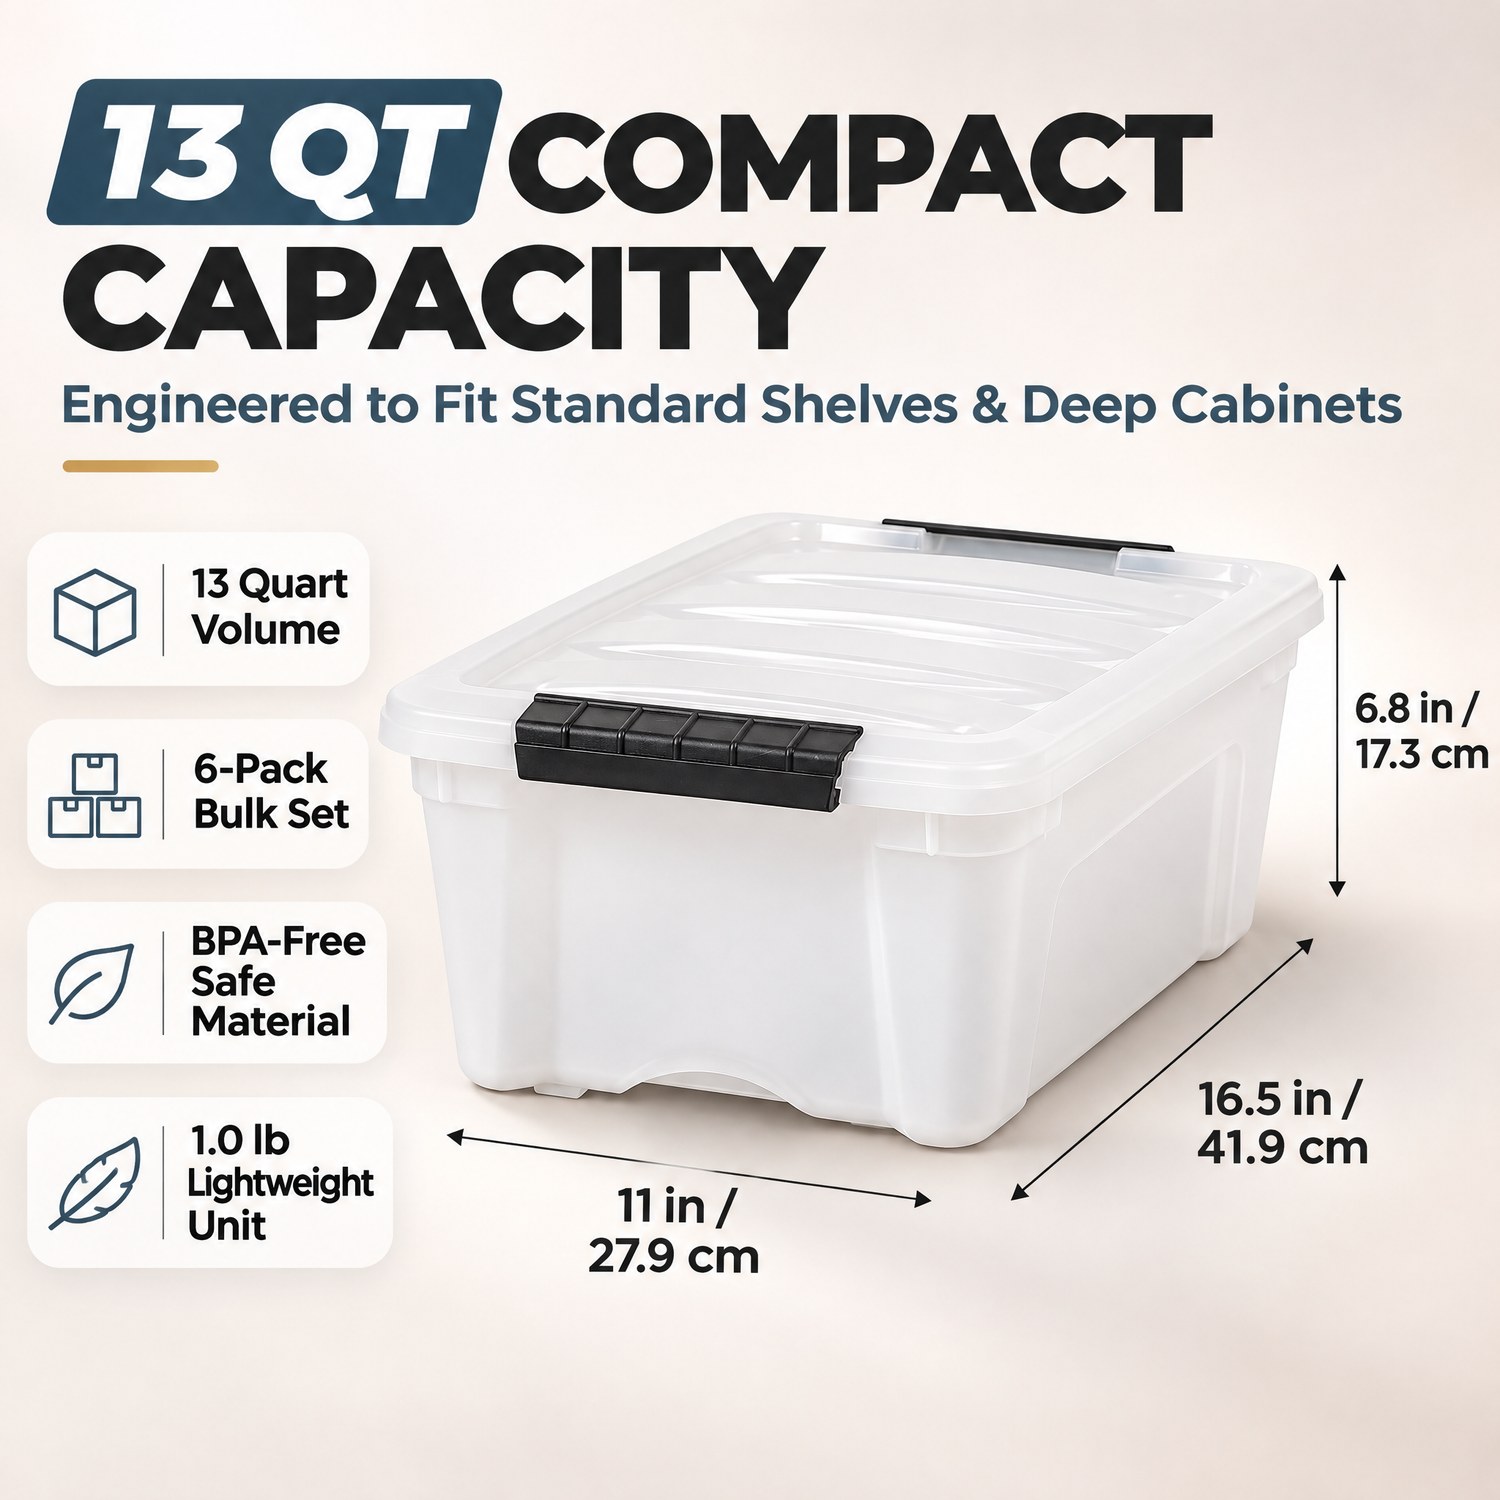 13 QT COMPACT
CAPACITY
Engineered to Fit Standard Shelves & Deep Cabinets
13 Quart
Volume
6-Pack
Bulk Set
BPA-Free
Safe
Material
1.0 lb
Lightweight
Unit
6.8 in /
17.3 cm
16.5 in /
41.9 cm
11 in /
27.9 cm